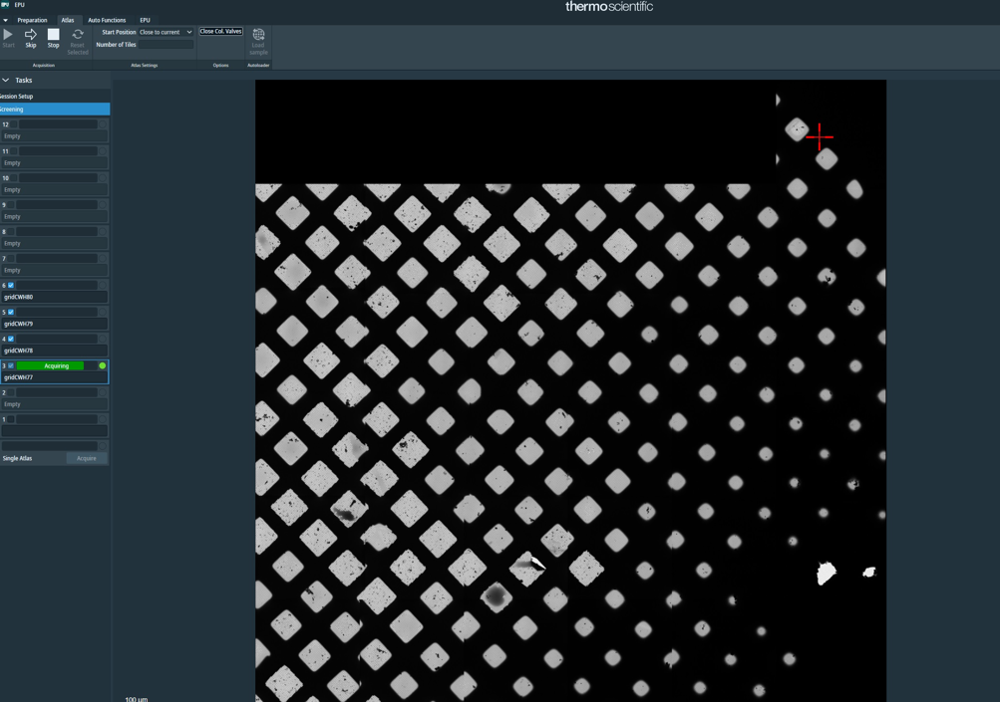 EPU EPU
thermo scientific
Preparation Atlas Auto Functions EPU
Start Skip Stop Reset Selected
Start Position Close to current
Number of Tiles
Close Col. Valves
Load sample
Acquisition Atlas Settings Options Autoloader
Tasks
Session Setup
Screening
12
Empty
11
Empty
10
Empty
9
Empty
8
Empty
7
Empty
6
gridCWH80
5
gridCWH79
4
gridCWH78
3 Acquiring
gridCWH77
2
Empty
1
Single Atlas Acquire
100 µm